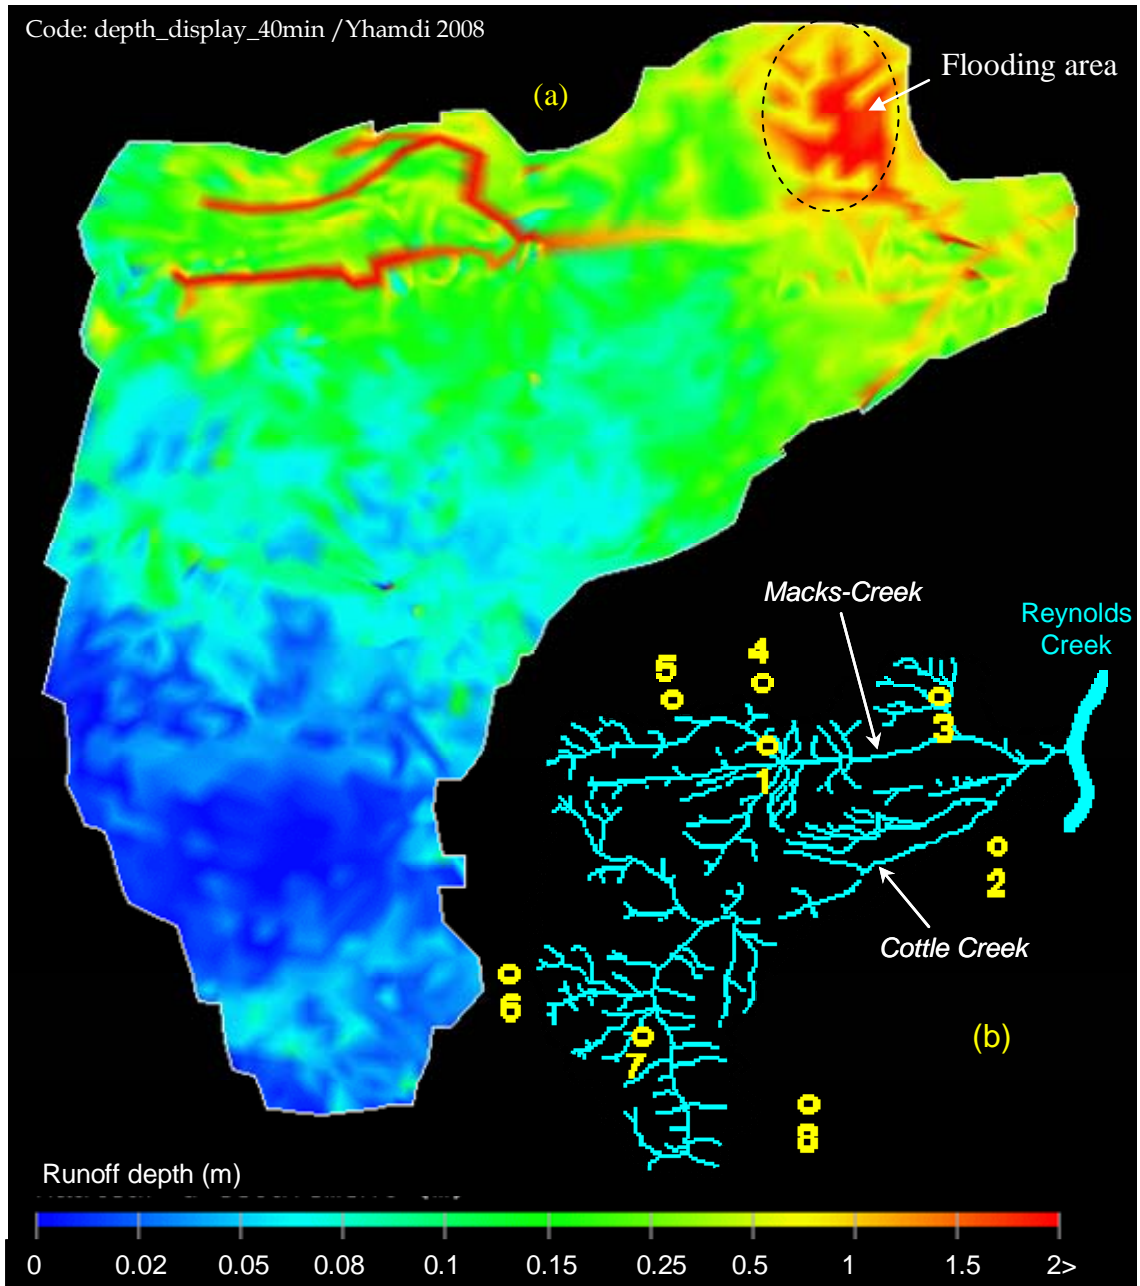 Code: depth_display_40min /Yhamdi 2008
(a)
Flooding area
Macks-Creek
Reynolds
Creek
5
4
3
1
2
Cottle Creek
6
7
(b)
8
Runoff depth (m)
0 0.02 0.05 0.08 0.1 0.15 0.25 0.5 1 1.5 2>